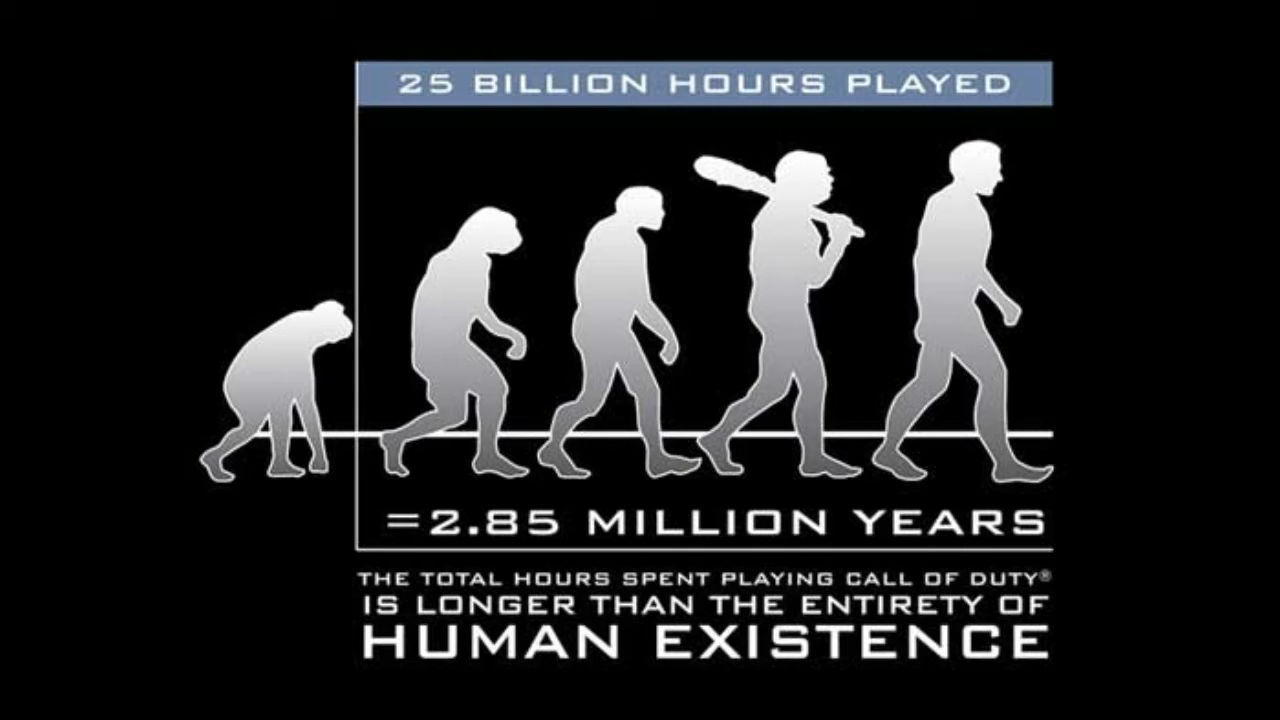 25 BILLION HOURS PLAYED
=2.85 MILLION YEARS
THE TOTAL HOURS SPENT PLAYING CALL OF DUTY®
IS LONGER THAN THE ENTIRETY OF
HUMAN EXISTENCE